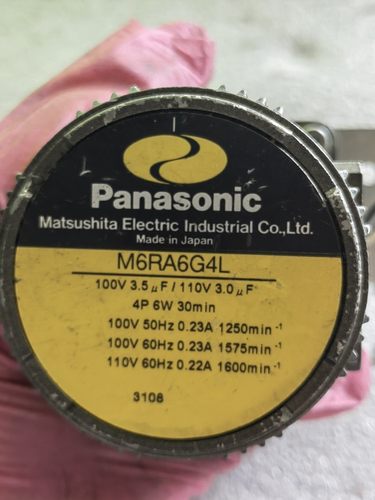 Panasonic
Matsushita Electric Industrial Co.,Ltd.
Made in Japan
M6RA6G4L
100V 3.5μF / 110V 3.0μF
4P 6W 30min
100V 50Hz 0.23A 1250min⁻¹
100V 60Hz 0.23A 1575min⁻¹
110V 60Hz 0.22A 1600min⁻¹
3108